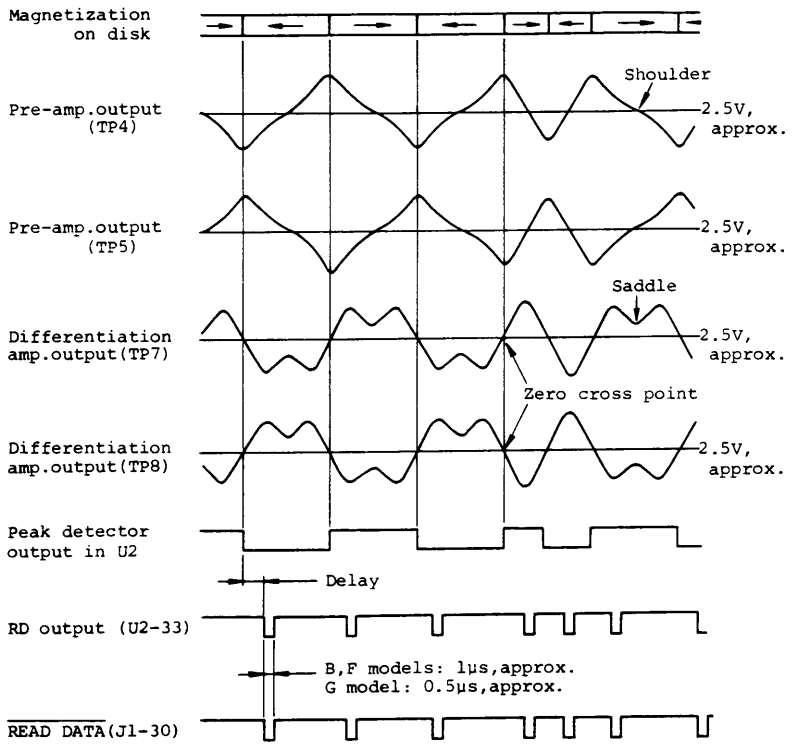 Magnetization
on disk
Shoulder
Pre-amp.output
(TP4)
2.5V,
approx.
Pre-amp.output
(TP5)
2.5V,
approx.
Saddle
Differentiation
amp.output(TP7)
2.5V,
approx.
Zero cross point
Differentiation
amp.output(TP8)
2.5V,
approx.
Peak detector
output in U2
Delay
RD output (U2-33)
B,F models: 1μs,approx.
G model: 0.5μs,approx.
READ DATA(J1-30)